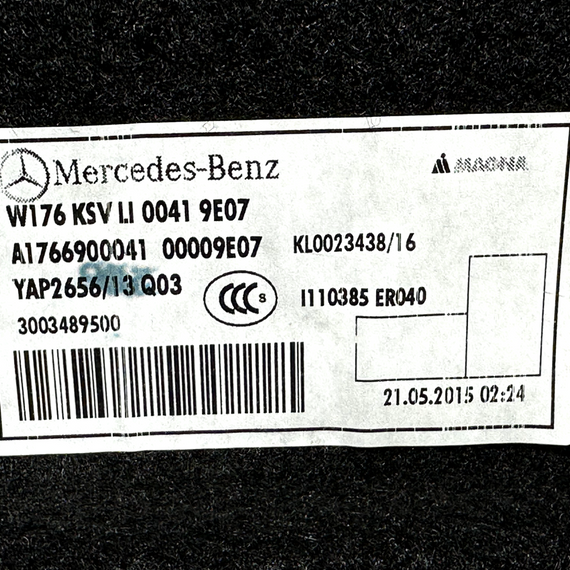 Mercedes-Benz
MAGNA
W176 KSV LI 0041 9E07
A1766900041 00009E07 KL0023438/16
YAP2656/13 Q03
CCC S
I110385 ER040
3003489500
21.05.2015 02:24